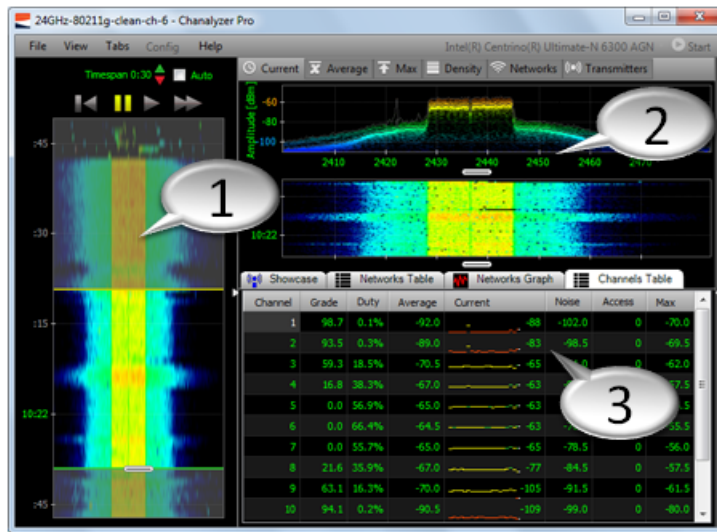 24GHz-80211g-clean-ch-6 - Chanalyzer Pro
File View Tabs Config Help Intel(R) Centrino(R) Ultimate-N 6300 AGN Start
Timespan 0:30 Auto
Current Average Max Density Networks Transmitters
Amplitude [dBm]
-60
-80
-100
2410 2420 2430 2440 2450 2460 2470
:45
:30
:15
10:22
:45
10:22
1
2
3
Showcase Networks Table Networks Graph Channels Table
Channel Grade Duty Average Current Noise Access Max
1 98.7 0.1% -92.0 -88 -102.0 0 -70.0
2 93.5 0.3% -89.0 -83 -98.5 0 -69.5
3 59.3 18.5% -70.5 -65 0 -62.0
4 16.8 38.3% -67.0 -63
5 0.0 56.9% -65.0 -63
6 0.0 66.4% -64.5 -63
7 0.0 55.7% -65.0 -65 -78.5 0 -56.0
8 21.6 35.9% -67.0 -77 -84.5 0 -57.5
9 63.1 16.3% -70.0 -105 -91.5 0 -61.5
10 94.1 0.2% -90.5 -109 -99.0 0 -80.0